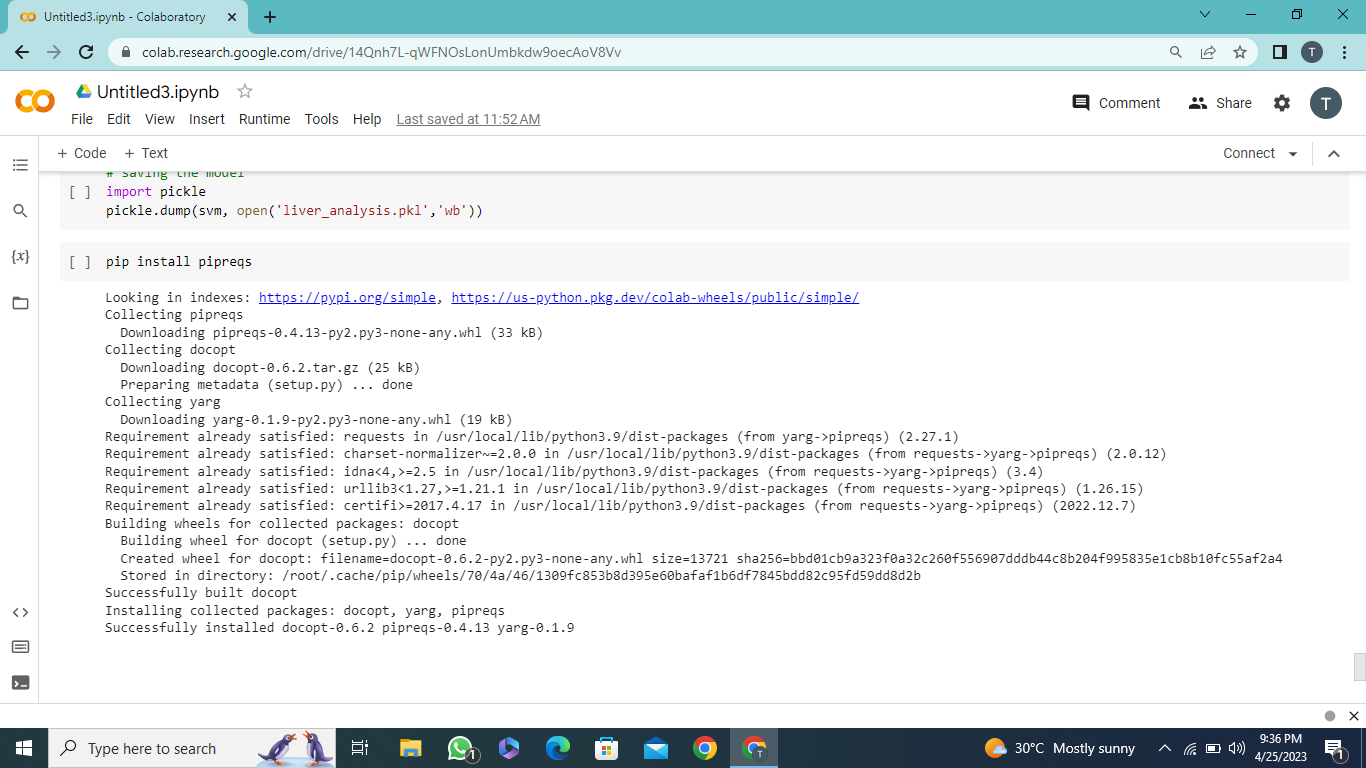 Untitled3.ipynb - Colaboratory
colab.research.google.com/drive/14Qnh7L-qWFNOsLonUmbkdw9oecAoV8Vv
T
Untitled3.ipynb
File Edit View Insert Runtime Tools Help Last saved at 11:52 AM
Comment Share T
+ Code + Text Connect
# saving the model
[ ] import pickle
pickle.dump(svm, open('liver_analysis.pkl','wb'))
{x}
[ ] pip install pipreqs
Looking in indexes: https://pypi.org/simple, https://us-python.pkg.dev/colab-wheels/public/simple/
Collecting pipreqs
Downloading pipreqs-0.4.13-py2.py3-none-any.whl (33 kB)
Collecting docopt
Downloading docopt-0.6.2.tar.gz (25 kB)
Preparing metadata (setup.py) ... done
Collecting yarg
Downloading yarg-0.1.9-py2.py3-none-any.whl (19 kB)
Requirement already satisfied: requests in /usr/local/lib/python3.9/dist-packages (from yarg->pipreqs) (2.27.1)
Requirement already satisfied: charset-normalizer~=2.0.0 in /usr/local/lib/python3.9/dist-packages (from requests->yarg->pipreqs) (2.0.12)
Requirement already satisfied: idna<4,>=2.5 in /usr/local/lib/python3.9/dist-packages (from requests->yarg->pipreqs) (3.4)
Requirement already satisfied: urllib3<1.27,>=1.21.1 in /usr/local/lib/python3.9/dist-packages (from requests->yarg->pipreqs) (1.26.15)
Requirement already satisfied: certifi>=2017.4.17 in /usr/local/lib/python3.9/dist-packages (from requests->yarg->pipreqs) (2022.12.7)
Building wheels for collected packages: docopt
Building wheel for docopt (setup.py) ... done
Created wheel for docopt: filename=docopt-0.6.2-py2.py3-none-any.whl size=13721 sha256=bbd01cb9a323f0a32c260f556907dddb44c8b204f995835e1cb8b10fc55af2a4
Stored in directory: /root/.cache/pip/wheels/70/4a/46/1309fc853b8d395e60bafaf1b6df7845bdd82c95fd59dd8d2b
Successfully built docopt
Installing collected packages: docopt, yarg, pipreqs
Successfully installed docopt-0.6.2 pipreqs-0.4.13 yarg-0.1.9
Type here to search
1
T
30°C Mostly sunny
9:36 PM
4/25/2023
1